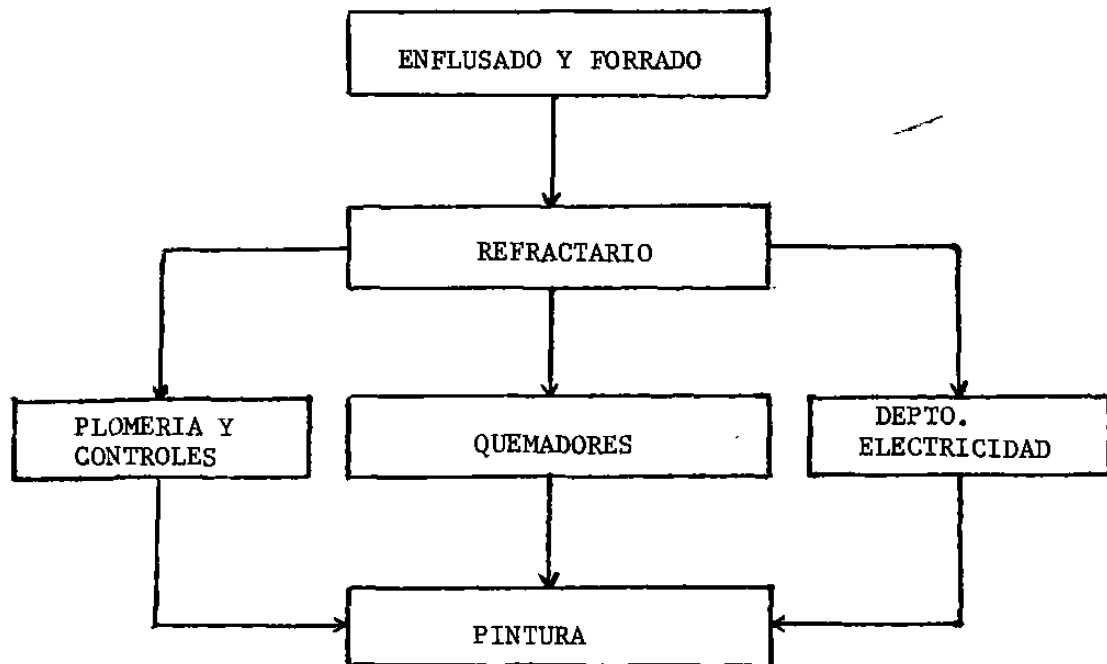 ENFLUSADO Y FORRADO
REFRACTARIO
PLOMERIA Y
CONTROLES
QUEMADORES
DEPTO.
ELECTRICIDAD
PINTURA